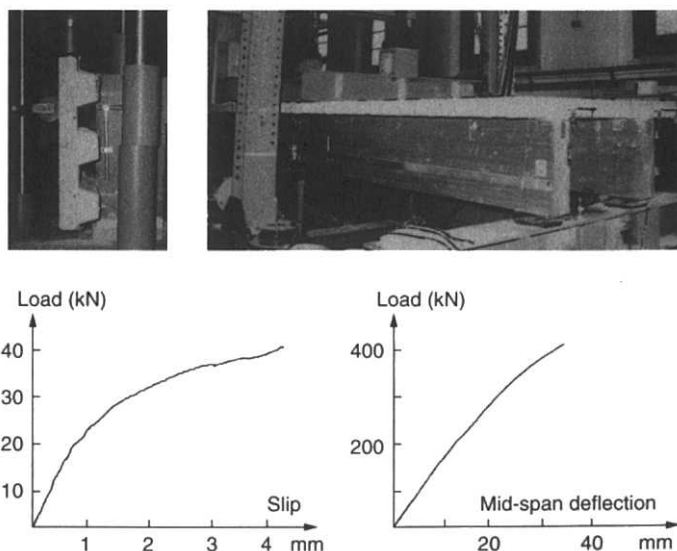 Load (kN)
40
30
20
10
Slip
1 2 3 4 mm
Load (kN)
400
200
Mid-span deflection
20 40 mm